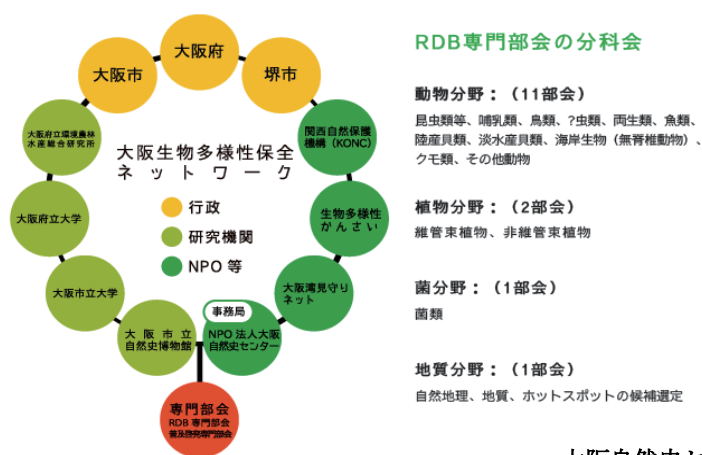 大阪府
大阪市
堺市
大阪府立環境農林
水産総合研究所
関西自然保護
機構（KONC）
大阪生物多様性保全
ネットワーク
行政
研究機関
NPO 等
大阪府立大学
生物多様性
かんさい
大阪市立大学
大阪湾見守り
ネット
大阪市立
自然史博物館
事務局
NPO 法人大阪
自然史センター
専門部会
RDB 専門部会
普及啓発専門部会
RDB専門部会の分科会
動物分野：（11部会）
昆虫類等、哺乳類、鳥類、?虫類、両生類、魚類、
陸産貝類、淡水産貝類、海岸生物（無脊椎動物）、
クモ類、その他動物
植物分野：（2部会）
維管束植物、非維管束植物
菌分野：（1部会）
菌類
地質分野：（1部会）
自然地理、地質、ホットスポットの候補選定